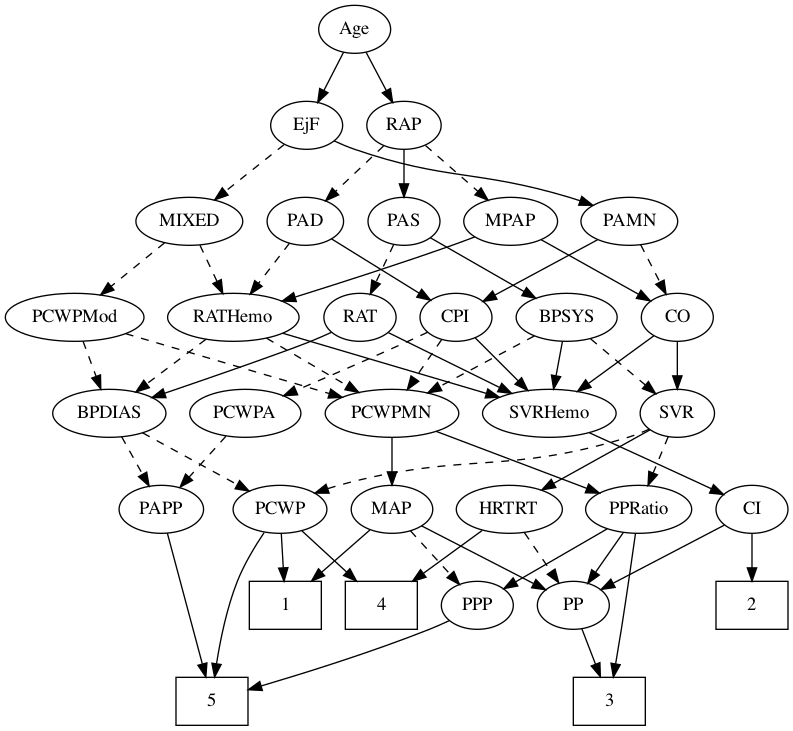 Age
EjF
RAP
MIXED
PAD
PAS
MPAP
PAMN
PCWPMod
RATHemo
RAT
CPI
BPSYS
CO
BPDIAS
PCWPA
PCWPMN
SVRHemo
SVR
PAPP
PCWP
MAP
HRTRT
PPRatio
CI
1
4
PPP
PP
2
5
3